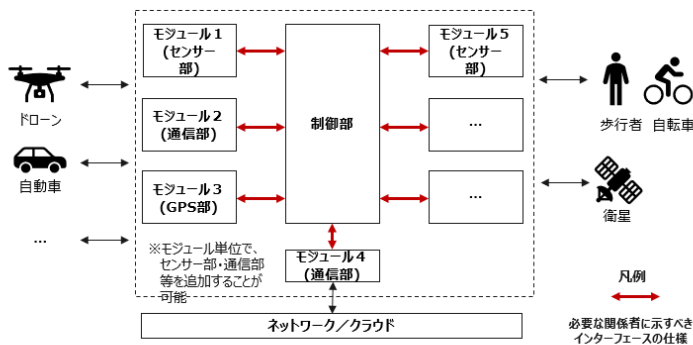 モジュール1
(センサー
部)
モジュール5
(センサー
部)
ドローン
モジュール2
(通信部)
制御部
…
歩行者 自転車
自動車
モジュール3
(GPS部)
…
衛星
…
※モジュール単位で、
センサー部・通信部
等を追加することが
可能
モジュール4
(通信部)
凡例
ネットワーク/クラウド
必要な関係者に示すべき
インターフェースの仕様